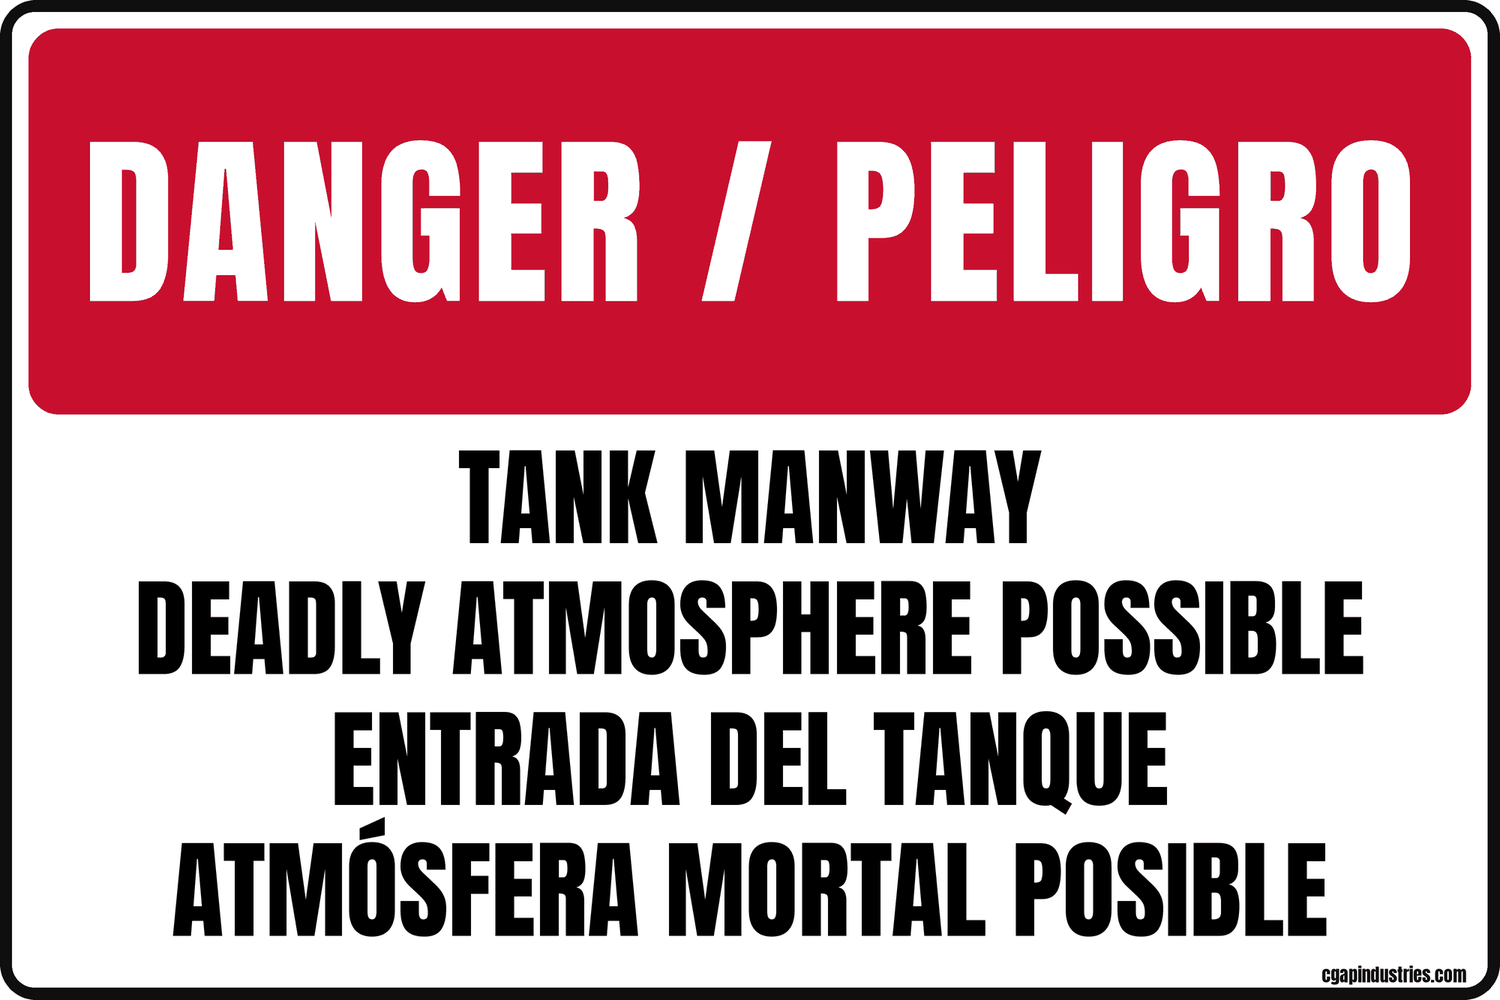 DANGER / PELIGRO
TANK MANWAY
DEADLY ATMOSPHERE POSSIBLE
ENTRADA DEL TANQUE
ATMÓSFERA MORTAL POSIBLE
cgapindustries.com